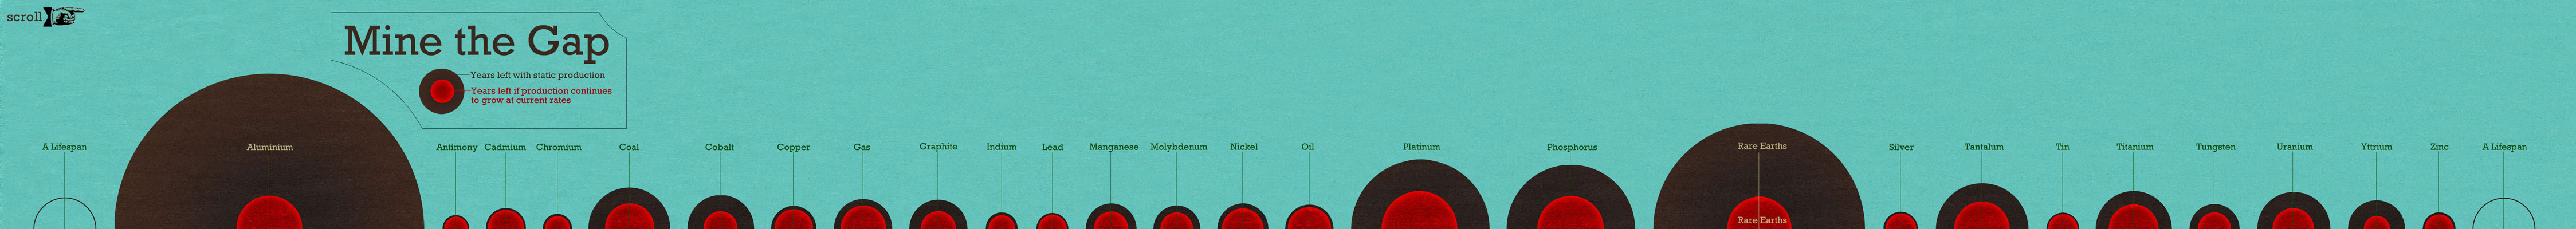 scroll
Mine the Gap
Years left with static production
Years left if production continues
to grow at current rates
A Lifespan
Aluminium
Antimony
Cadmium
Chromium
Coal
Cobalt
Copper
Gas
Graphite
Indium
Lead
Manganese
Molybdenum
Nickel
Oil
Platinum
Phosphorus
Rare Earths
Silver
Tantalum
Tin
Titanium
Tungsten
Uranium
Yttrium
Zinc
A Lifespan
Rare Earths